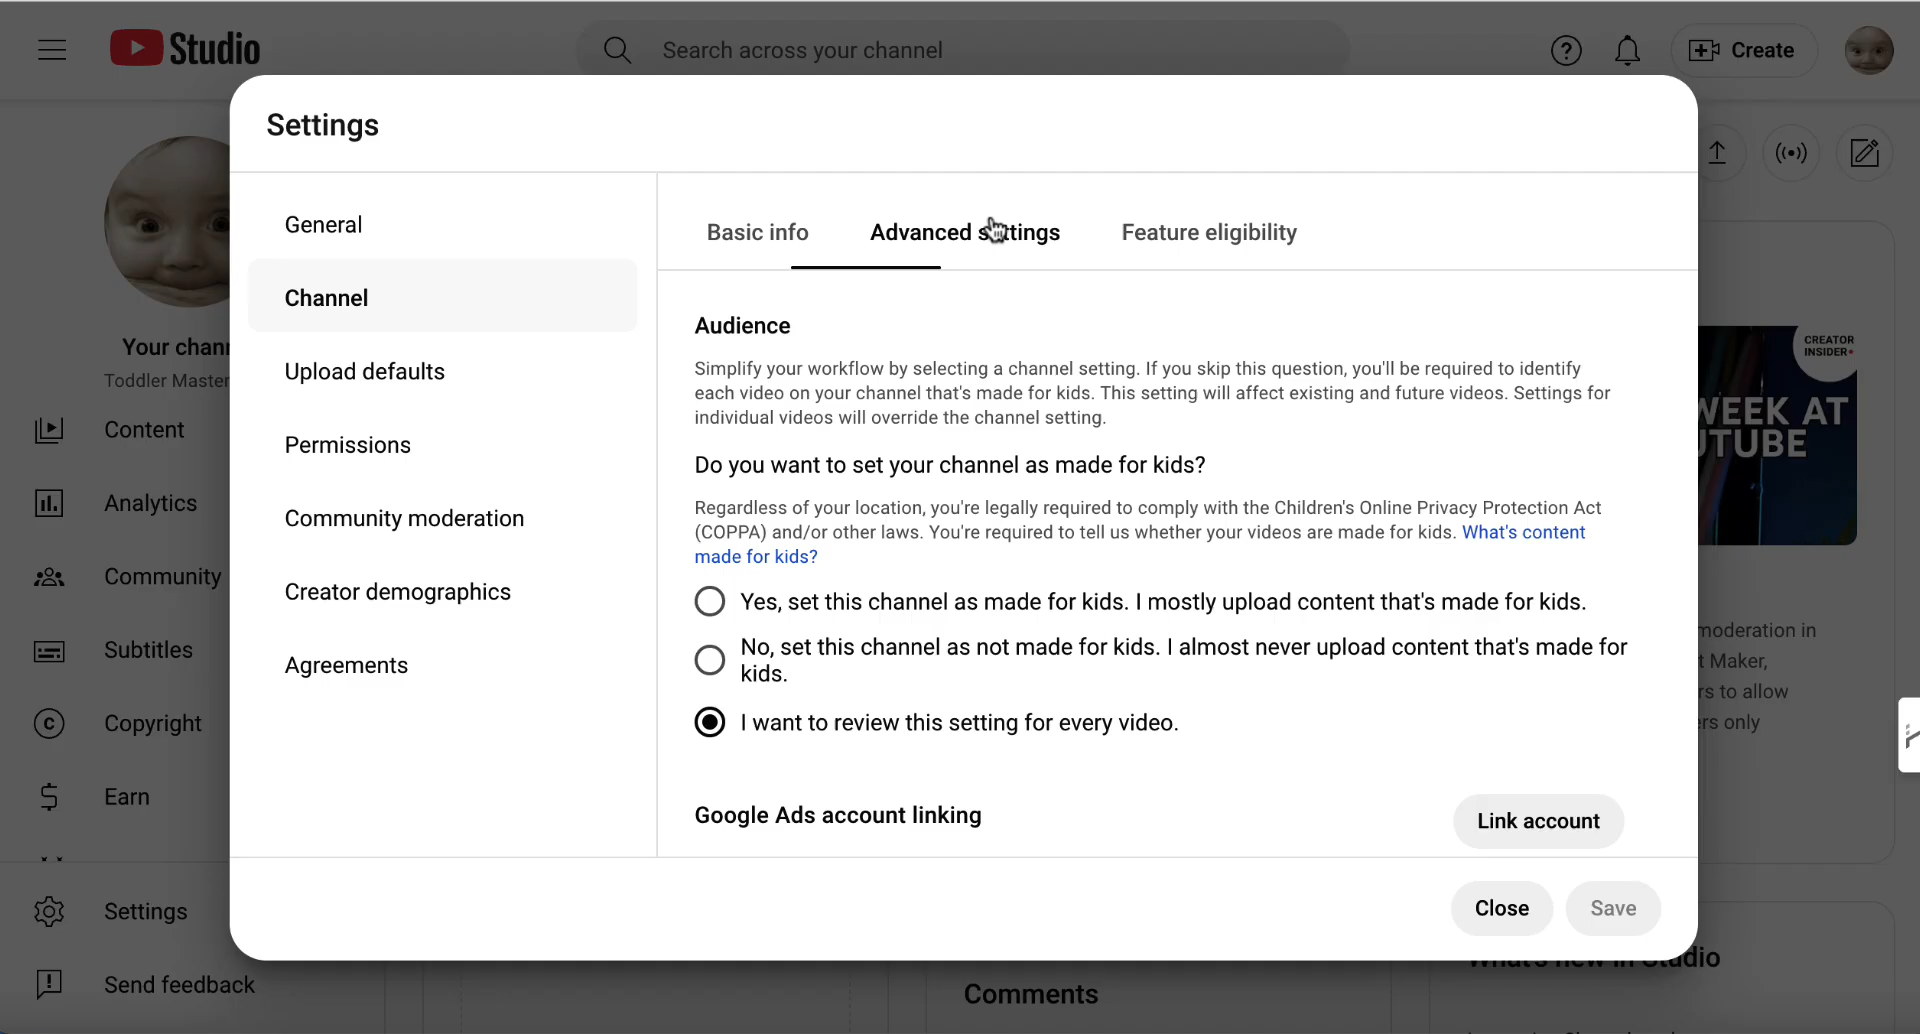 Studio
Search across your channel
Create
Settings
General
Channel
Upload defaults
Permissions
Community moderation
Creator demographics
Agreements
Basic info
Advanced settings
Feature eligibility
Audience
Simplify your workflow by selecting a channel setting. If you skip this question, you'll be required to identify
each video on your channel that's made for kids. This setting will affect existing and future videos. Settings for
individual videos will override the channel setting.
Do you want to set your channel as made for kids?
Regardless of your location, you're legally required to comply with the Children's Online Privacy Protection Act
(COPPA) and/or other laws. You're required to tell us whether your videos are made for kids. What's content
made for kids?
Yes, set this channel as made for kids. I mostly upload content that's made for kids.
No, set this channel as not made for kids. I almost never upload content that's made for
kids.
I want to review this setting for every video.
Google Ads account linking
Link account
Close
Save
Your chann
Toddler Master
Content
Analytics
Community
Subtitles
Copyright
Earn
Settings
Send feedback
CREATOR
INSIDER
WEEK AT
UTUBE
moderation in
t Maker,
rs to allow
ers only
What's new in Studio
Comments